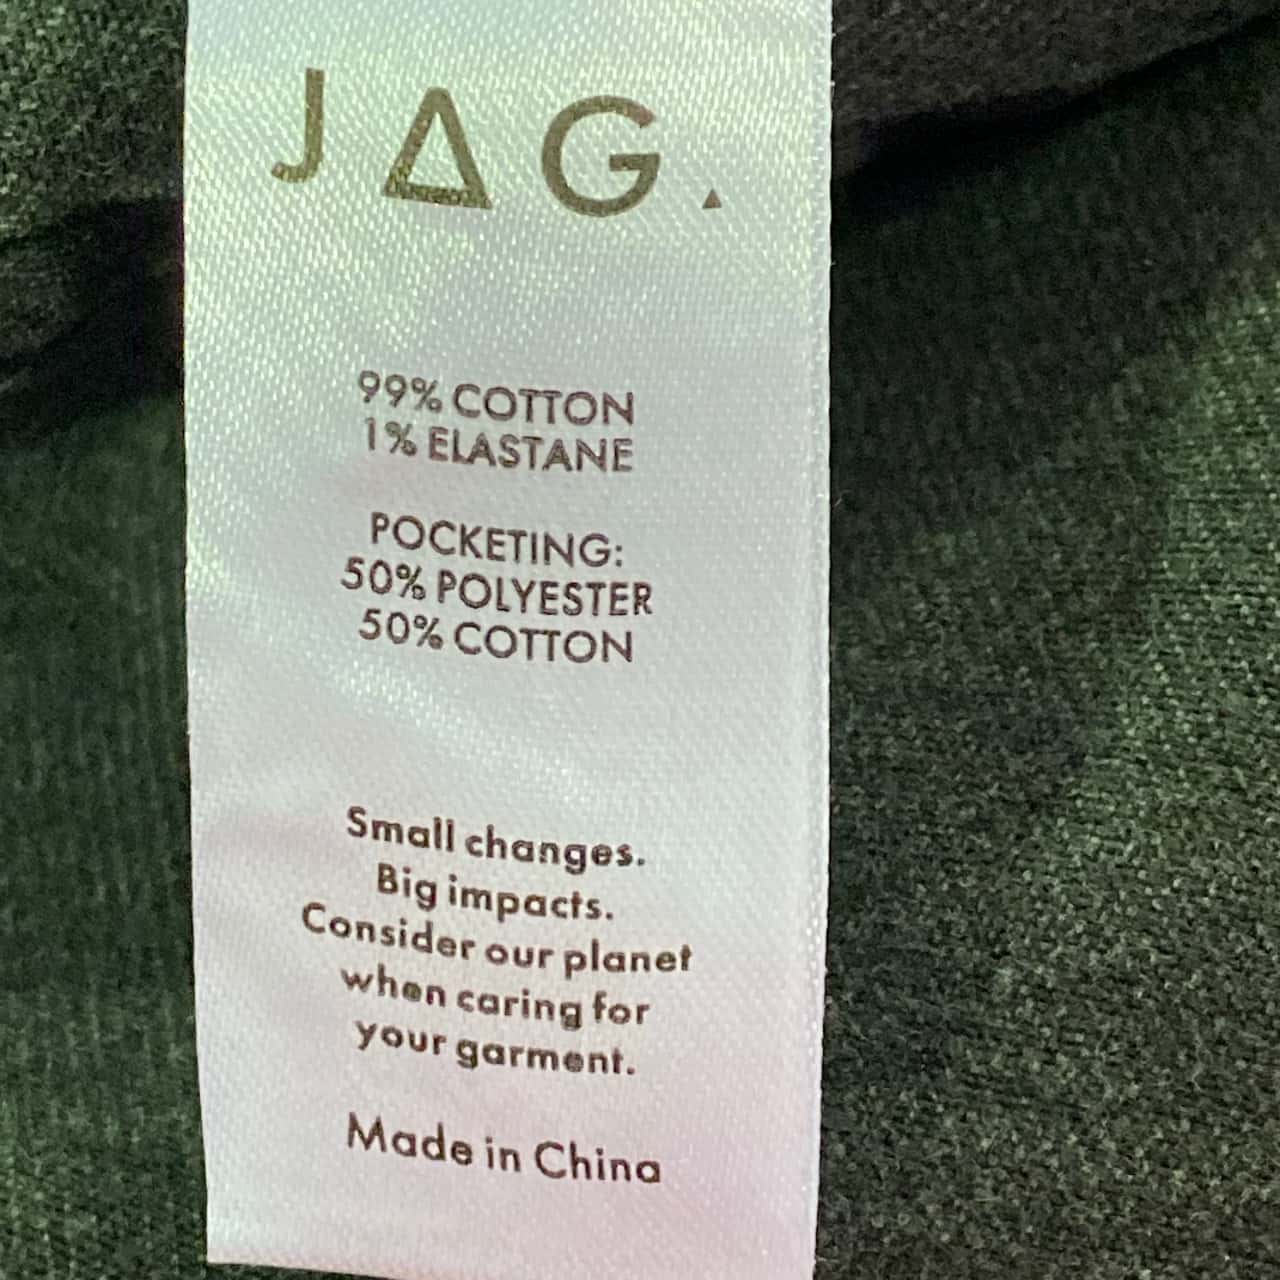 JAG.
99% COTTON
1% ELASTANE
POCKETING:
50% POLYESTER
50% COTTON
Small changes.
Big impacts.
Consider our planet
when caring for
your garment.
Made in China